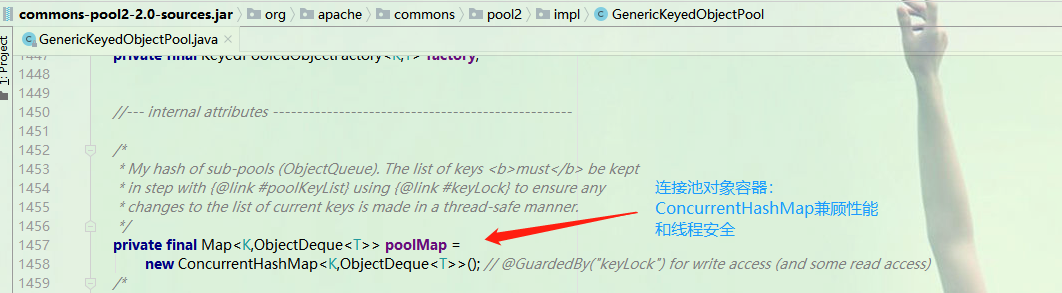 commons-pool2-2.0-sources.jar org apache commons pool2 impl GenericKeyedObjectPool
GenericKeyedObjectPool.java
1: Project
1447 private final KeyedPooledObjectFactory<K,T> factory;
1448
1449
1450 //--- internal attributes --------------------------------------------------
1451
1452 /*
1453 * My hash of sub-pools (ObjectQueue). The list of keys <b>must</b> be kept
1454 * in step with {@link #poolKeyList} using {@link #keyLock} to ensure any
1455 * changes to the list of current keys is made in a thread-safe manner.
1456 */
1457 private final Map<K,ObjectDeque<T>> poolMap =
1458 new ConcurrentHashMap<K,ObjectDeque<T>>(); // @GuardedBy("keyLock") for write access (and some read access)
1459 /*
连接池对象容器：
ConcurrentHashMap兼顾性能
和线程安全